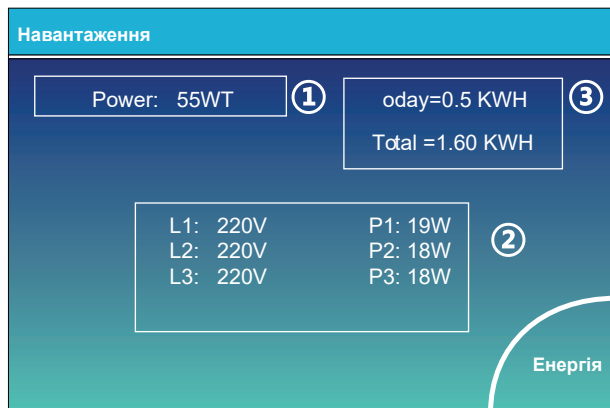 Навантаження
Power: 55WT ①
oday=0.5 KWH ③
Total =1.60 KWH
L1: 220V P1: 19W
L2: 220V P2: 18W ②
L3: 220V P3: 18W
Енергія